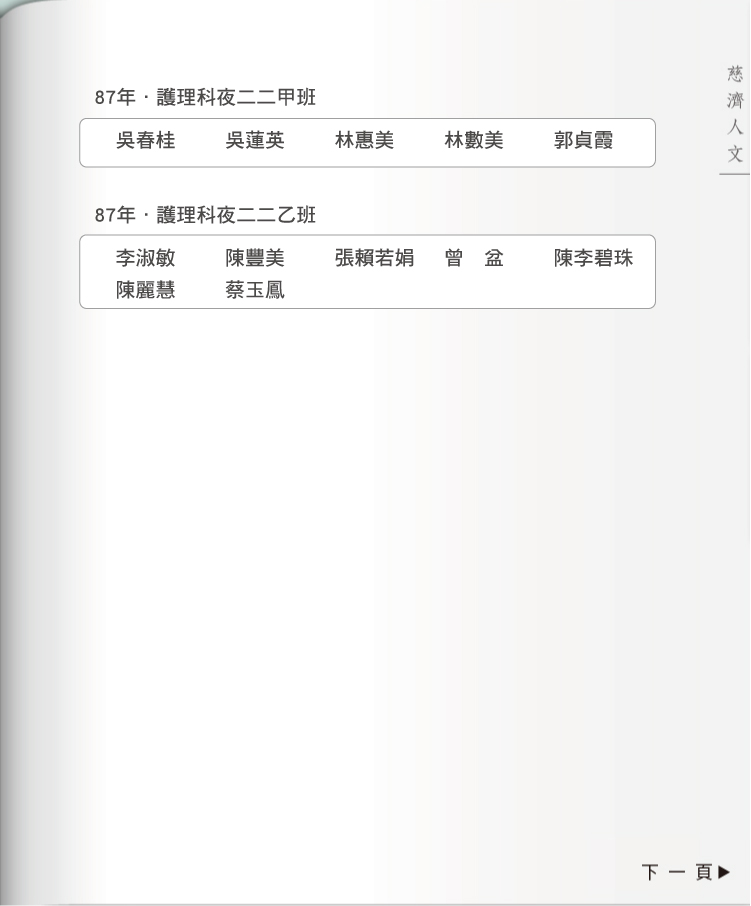 慈濟人文
87年．護理科夜二二甲班
吳春桂 吳蓮英 林惠美 林數美 郭貞霞
87年．護理科夜二二乙班
李淑敏 陳豐美 張賴若娟 曾　盆 陳李碧珠
陳麗慧 蔡玉鳳
下一頁▶